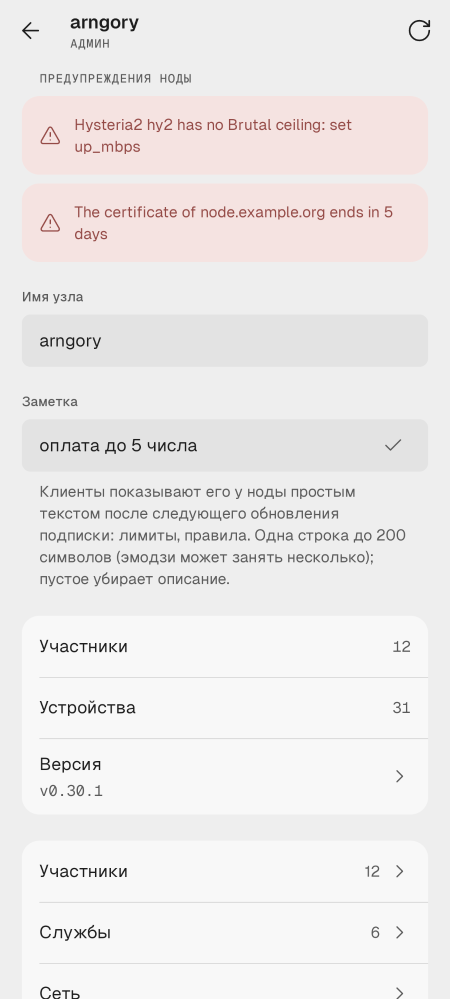 arngory
АДМИН
ПРЕДУПРЕЖДЕНИЯ НОДЫ
Hysteria2 hy2 has no Brutal ceiling: set
up_mbps
The certificate of node.example.org ends in 5
days
Имя узла
arngory
Заметка
оплата до 5 числа
Клиенты показывают его у ноды простым
текстом после следующего обновления
подписки: лимиты, правила. Одна строка до 200
символов (эмодзи может занять несколько);
пустое убирает описание.
Участники 12
Устройства 31
Версия
v0.30.1
Участники 12
Службы 6
Сеть